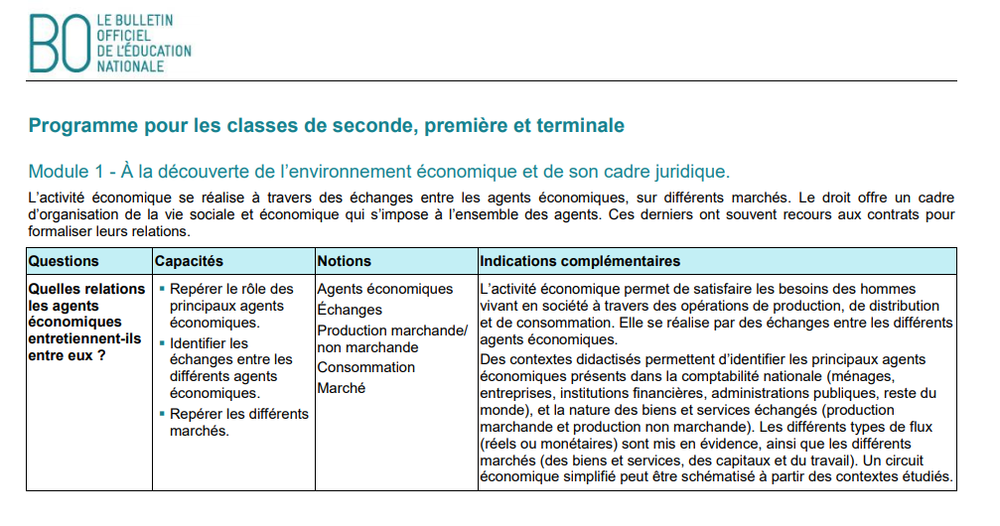 BO
LE BULLETIN
OFFICIEL
DE L'ÉDUCATION
NATIONALE
Programme pour les classes de seconde, première et terminale
Module 1 - À la découverte de l'environnement économique et de son cadre juridique.
L'activité économique se réalise à travers des échanges entre les agents économiques, sur différents marchés. Le droit offre un cadre
d'organisation de la vie sociale et économique qui s'impose à l'ensemble des agents. Ces derniers ont souvent recours aux contrats pour
formaliser leurs relations.
Questions
Capacités
Notions
Indications complémentaires
Quelles relations
les agents
économiques
entretiennent-ils
entre eux ?
▪ Repérer le rôle des
principaux agents
économiques.
▪ Identifier les
échanges entre les
différents agents
économiques.
▪ Repérer les différents
marchés.
Agents économiques
Échanges
Production marchande/
non marchande
Consommation
Marché
L'activité économique permet de satisfaire les besoins des hommes
vivant en société à travers des opérations de production, de distribution
et de consommation. Elle se réalise par des échanges entre les différents
agents économiques.
Des contextes didactisés permettent d'identifier les principaux agents
économiques présents dans la comptabilité nationale (ménages,
entreprises, institutions financières, administrations publiques, reste du
monde), et la nature des biens et services échangés (production
marchande et production non marchande). Les différents types de flux
(réels ou monétaires) sont mis en évidence, ainsi que les différents
marchés (des biens et services, des capitaux et du travail). Un circuit
économique simplifié peut être schématisé à partir des contextes étudiés.